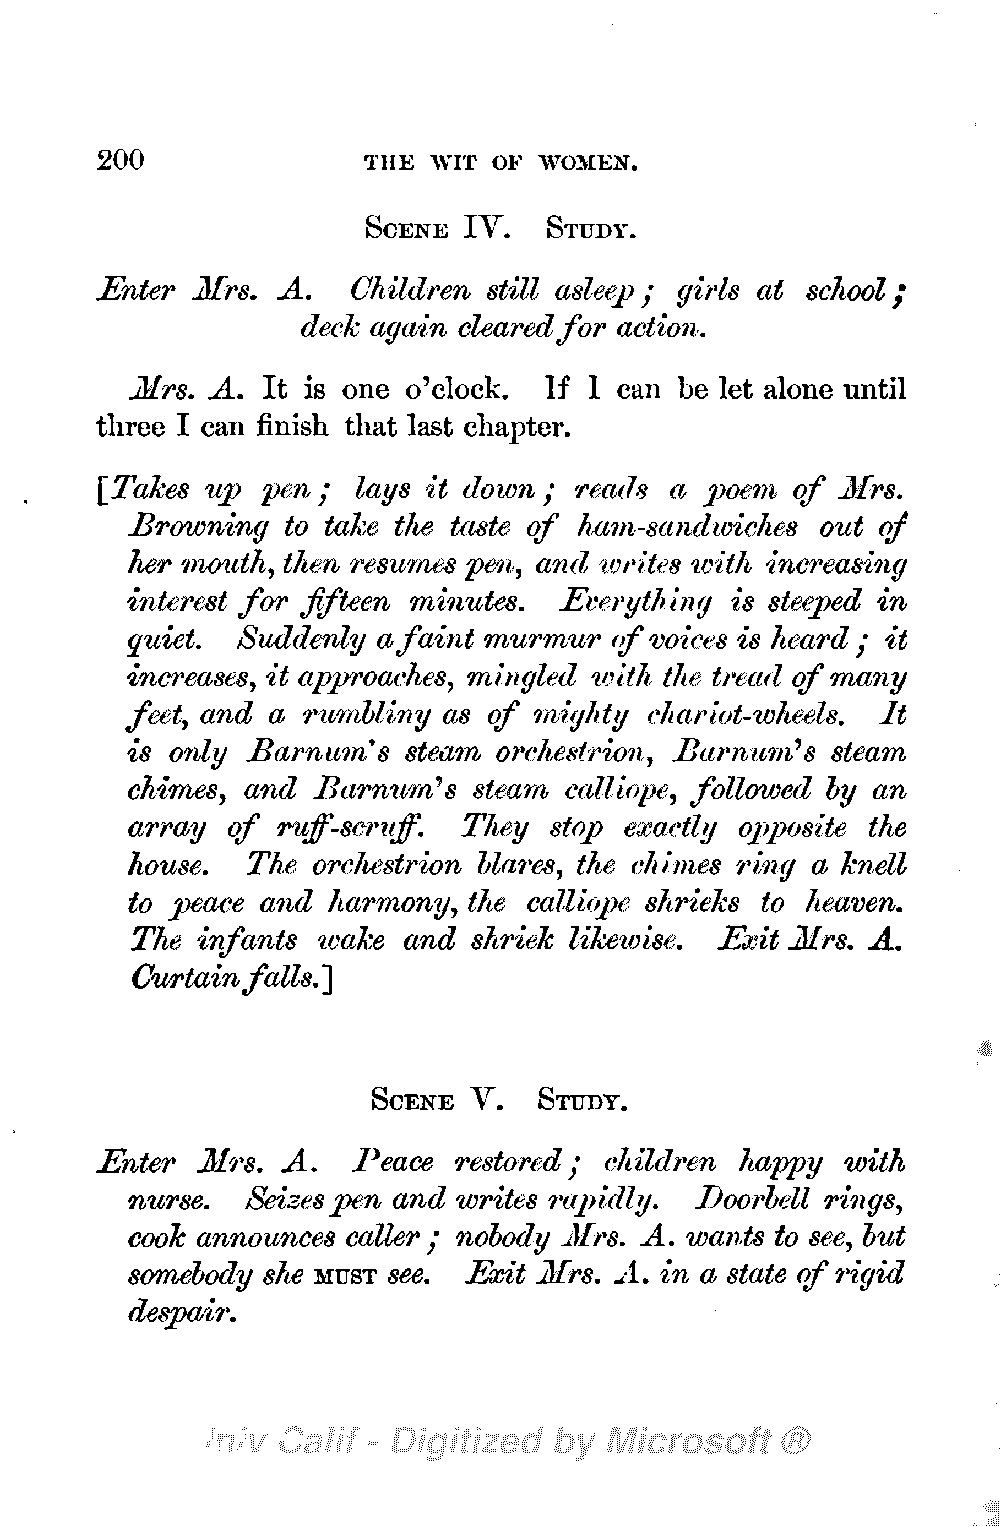 200 THE WIT OF WOMEN.
SCENE IV. STUDY.
Enter Mrs. A. Children still asleep; girls at school;
deck again cleared for action.
Mrs. A. It is one o'clock. If I can be let alone until
three I can finish that last chapter.
[Takes up pen; lays it down; reads a poem of Mrs.
Browning to take the taste of ham-sandwiches out of
her mouth, then resumes pen, and writes with increasing
interest for fifteen minutes. Everything is steeped in
quiet. Suddenly a faint murmur of voices is heard; it
increases, it approaches, mingled with the tread of many
feet, and a rumbling as of mighty chariot-wheels. It
is only Barnum's steam orchestrion, Barnum's steam
chimes, and Barnum's steam calliope, followed by an
array of ruff-scruff. They stop exactly opposite the
house. The orchestrion blares, the chimes ring a knell
to peace and harmony, the calliope shrieks to heaven.
The infants wake and shriek likewise. Exit Mrs. A.
Curtain falls.]
SCENE V. STUDY.
Enter Mrs. A. Peace restored; children happy with
nurse. Seizes pen and writes rapidly. Doorbell rings,
cook announces caller; nobody Mrs. A. wants to see, but
somebody she MUST see. Exit Mrs. A. in a state of rigid
despair.
Univ Calif - Digitized by Microsoft ®